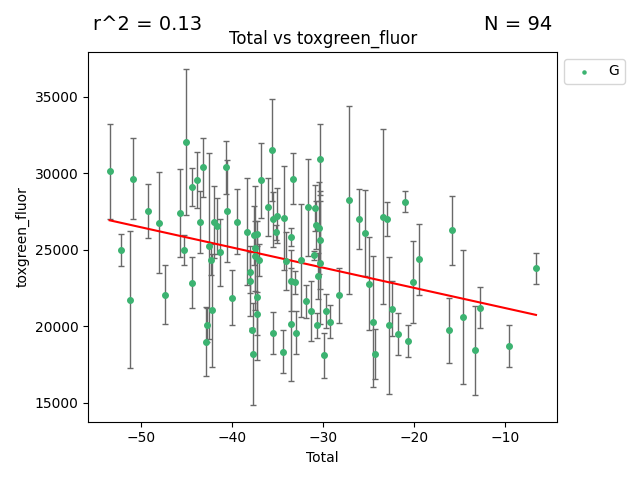 r^2 = 0.13
N = 94
Total vs toxgreen_fluor
G
35000
30000
25000
20000
15000
toxgreen_fluor
−50
−40
−30
−20
−10
Total